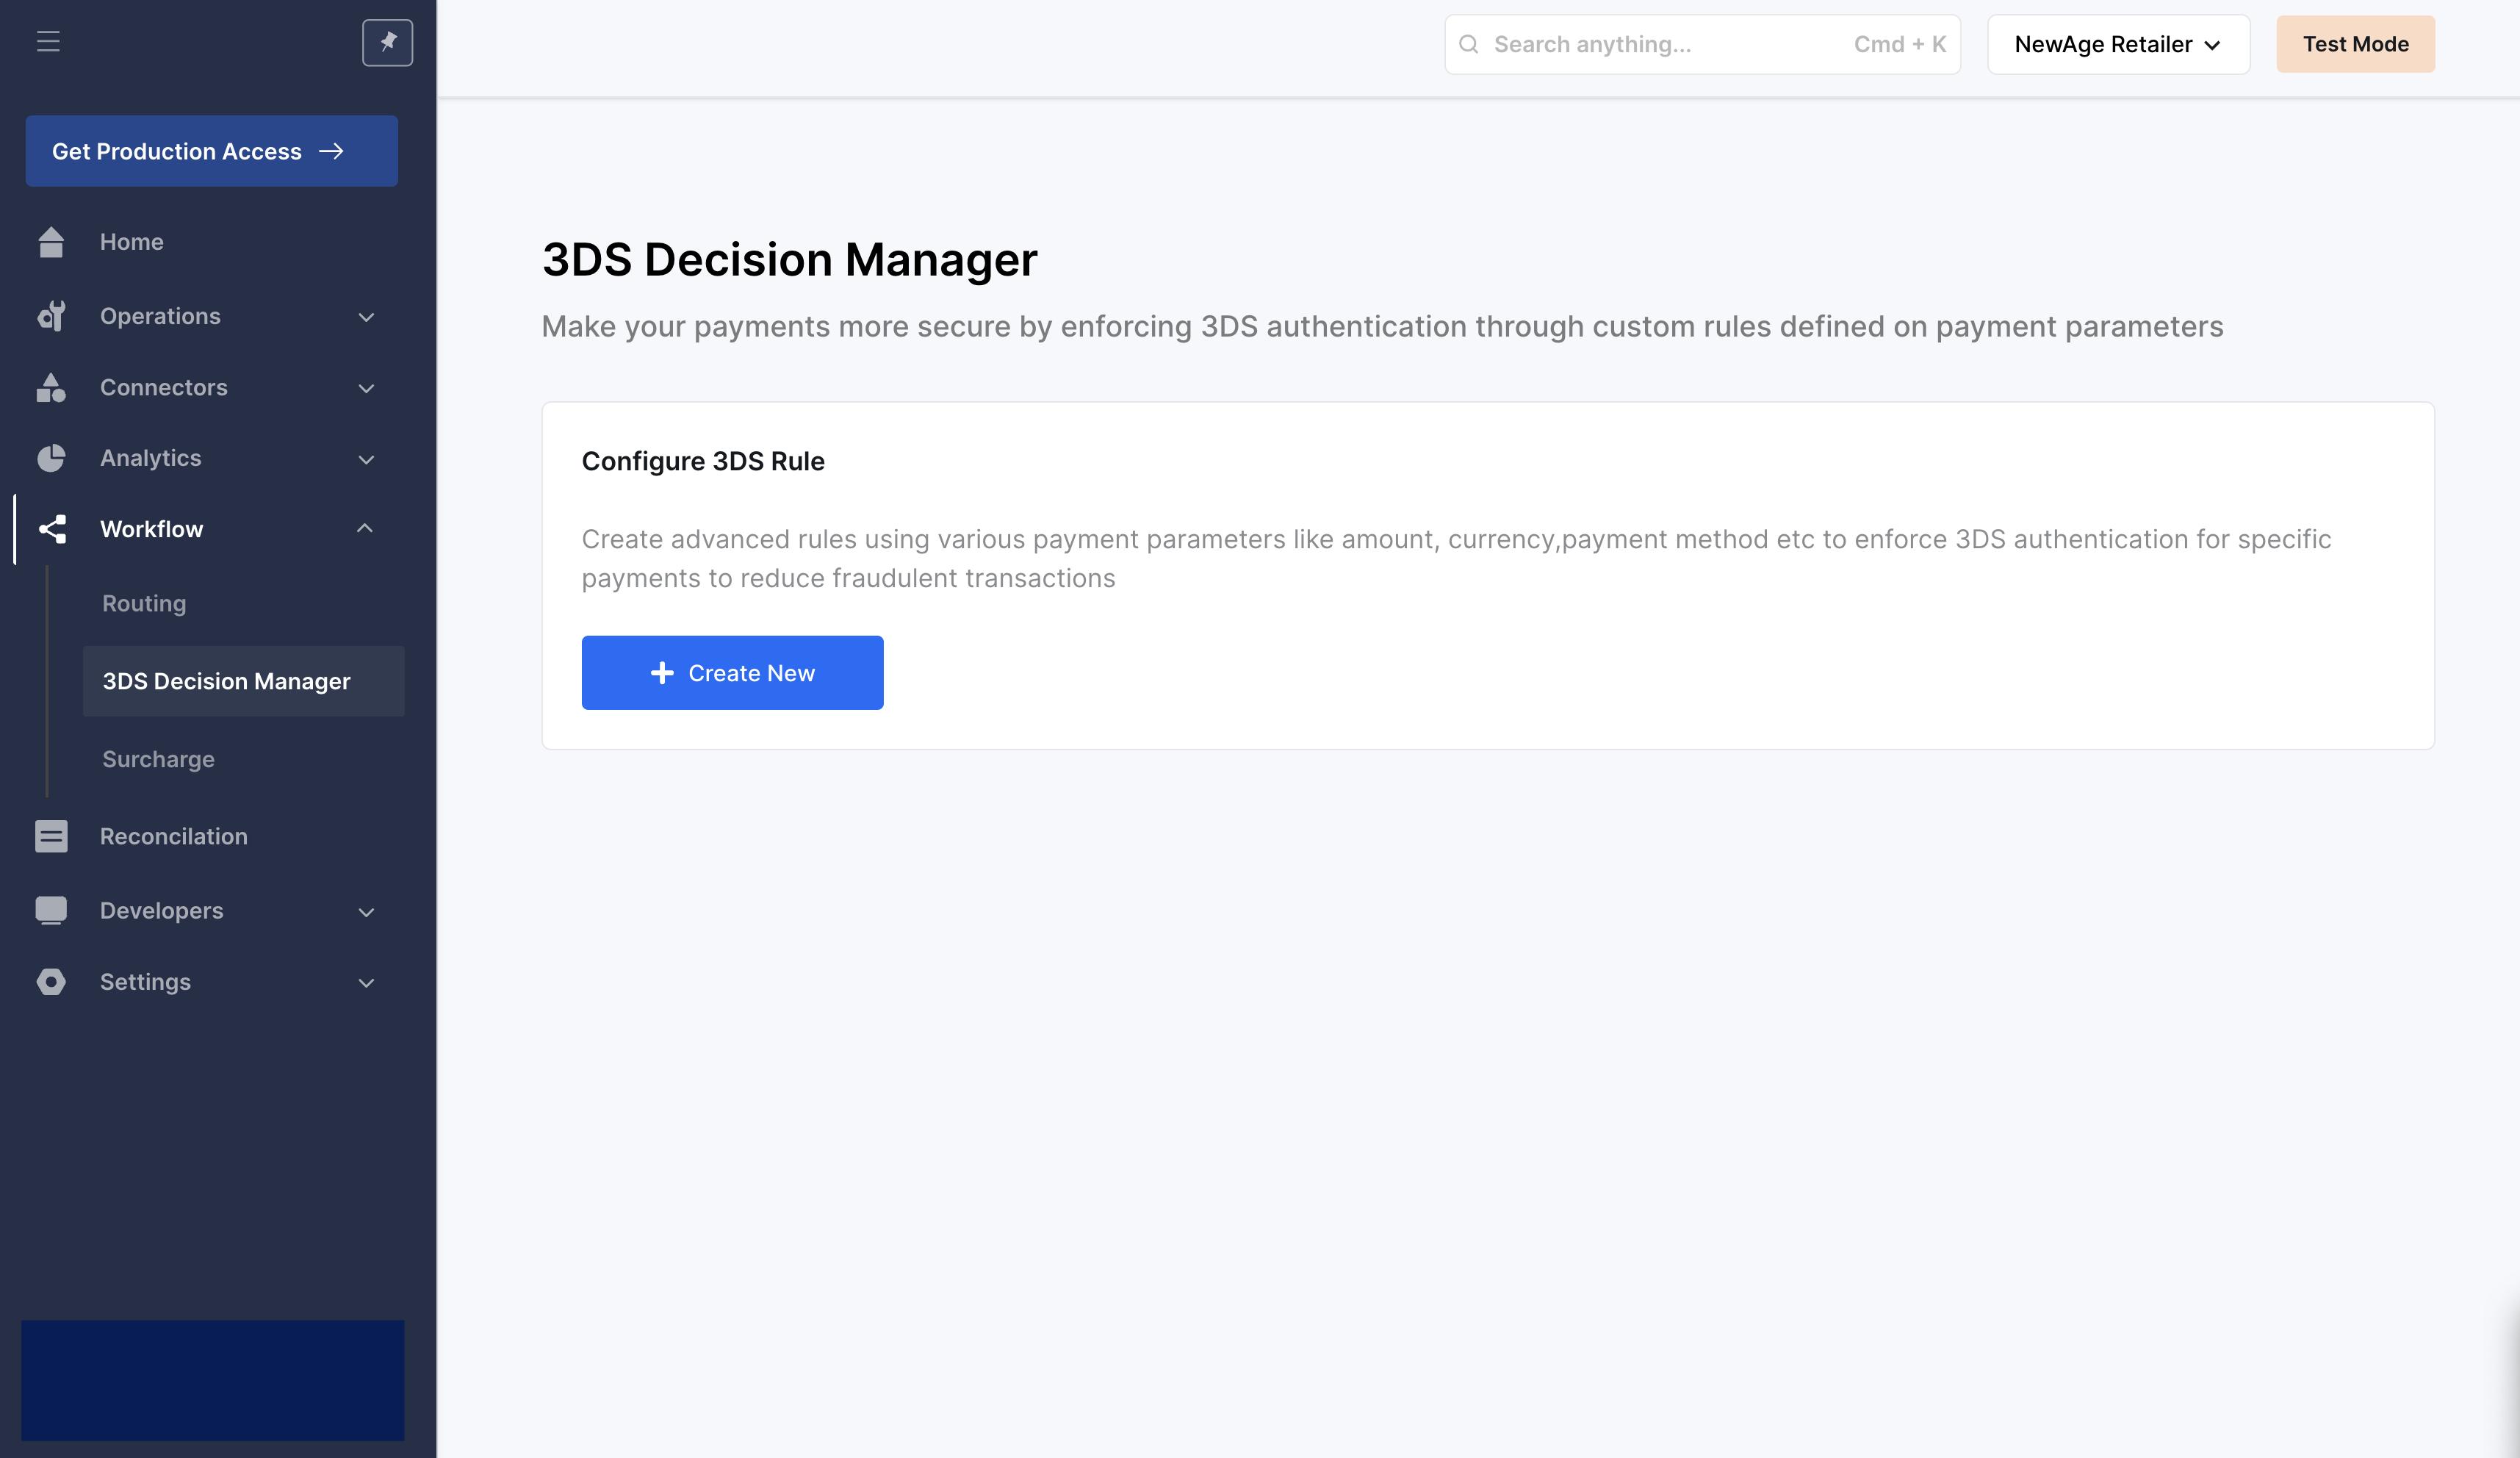 Search anything...
Cmd + K
NewAge Retailer
Test Mode
Get Production Access
Home
Operations
Connectors
Analytics
Workflow
Routing
3DS Decision Manager
Surcharge
Reconcilation
Developers
Settings
3DS Decision Manager
Make your payments more secure by enforcing 3DS authentication through custom rules defined on payment parameters
Configure 3DS Rule
Create advanced rules using various payment parameters like amount, currency,payment method etc to enforce 3DS authentication for specific
payments to reduce fraudulent transactions
Create New